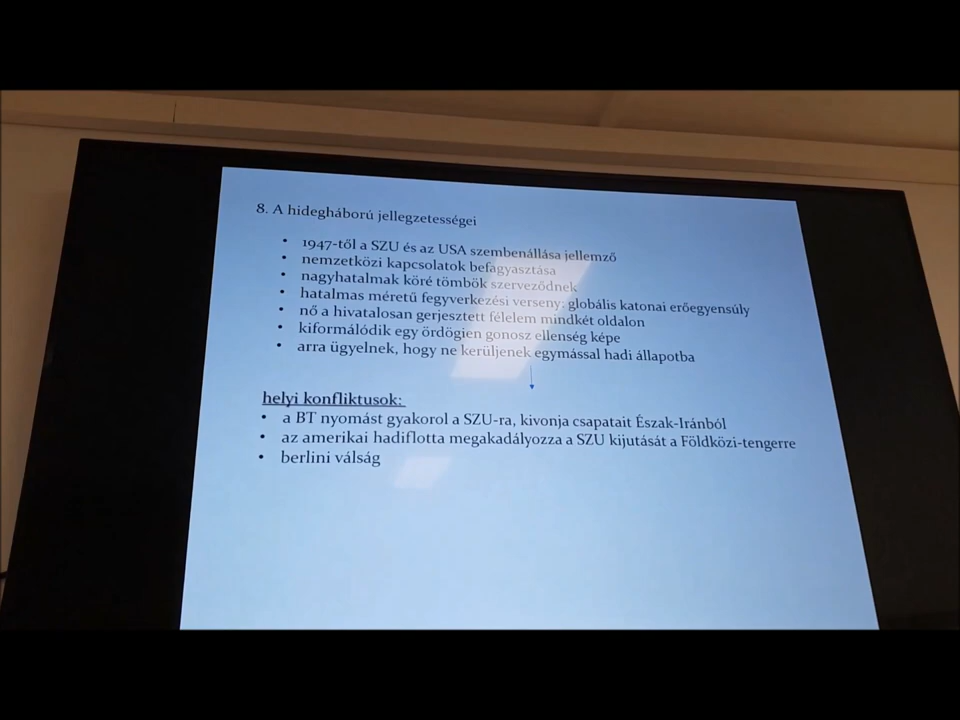 8. A hidegháború jellegzetességei
• 1947-től a SZU és az USA szembenállása jellemző
• nemzetközi kapcsolatok befagyasztása
• nagyhatalmak köré tömbök szerveződnek
• hatalmas méretű fegyverkezési verseny: globális katonai erőegyensúly
• nő a hivatalosan gerjesztett félelem mindkét oldalon
• kiformálódik egy ördögien gonosz ellenség képe
• arra ügyelnek, hogy ne kerüljenek egymással hadi állapotba
helyi konfliktusok:
• a BT nyomást gyakorol a SZU-ra, kivonja csapatait Észak-Iránból
• az amerikai hadiflotta megakadályozza a SZU kijutását a Földközi-tengerre
• berlini válság